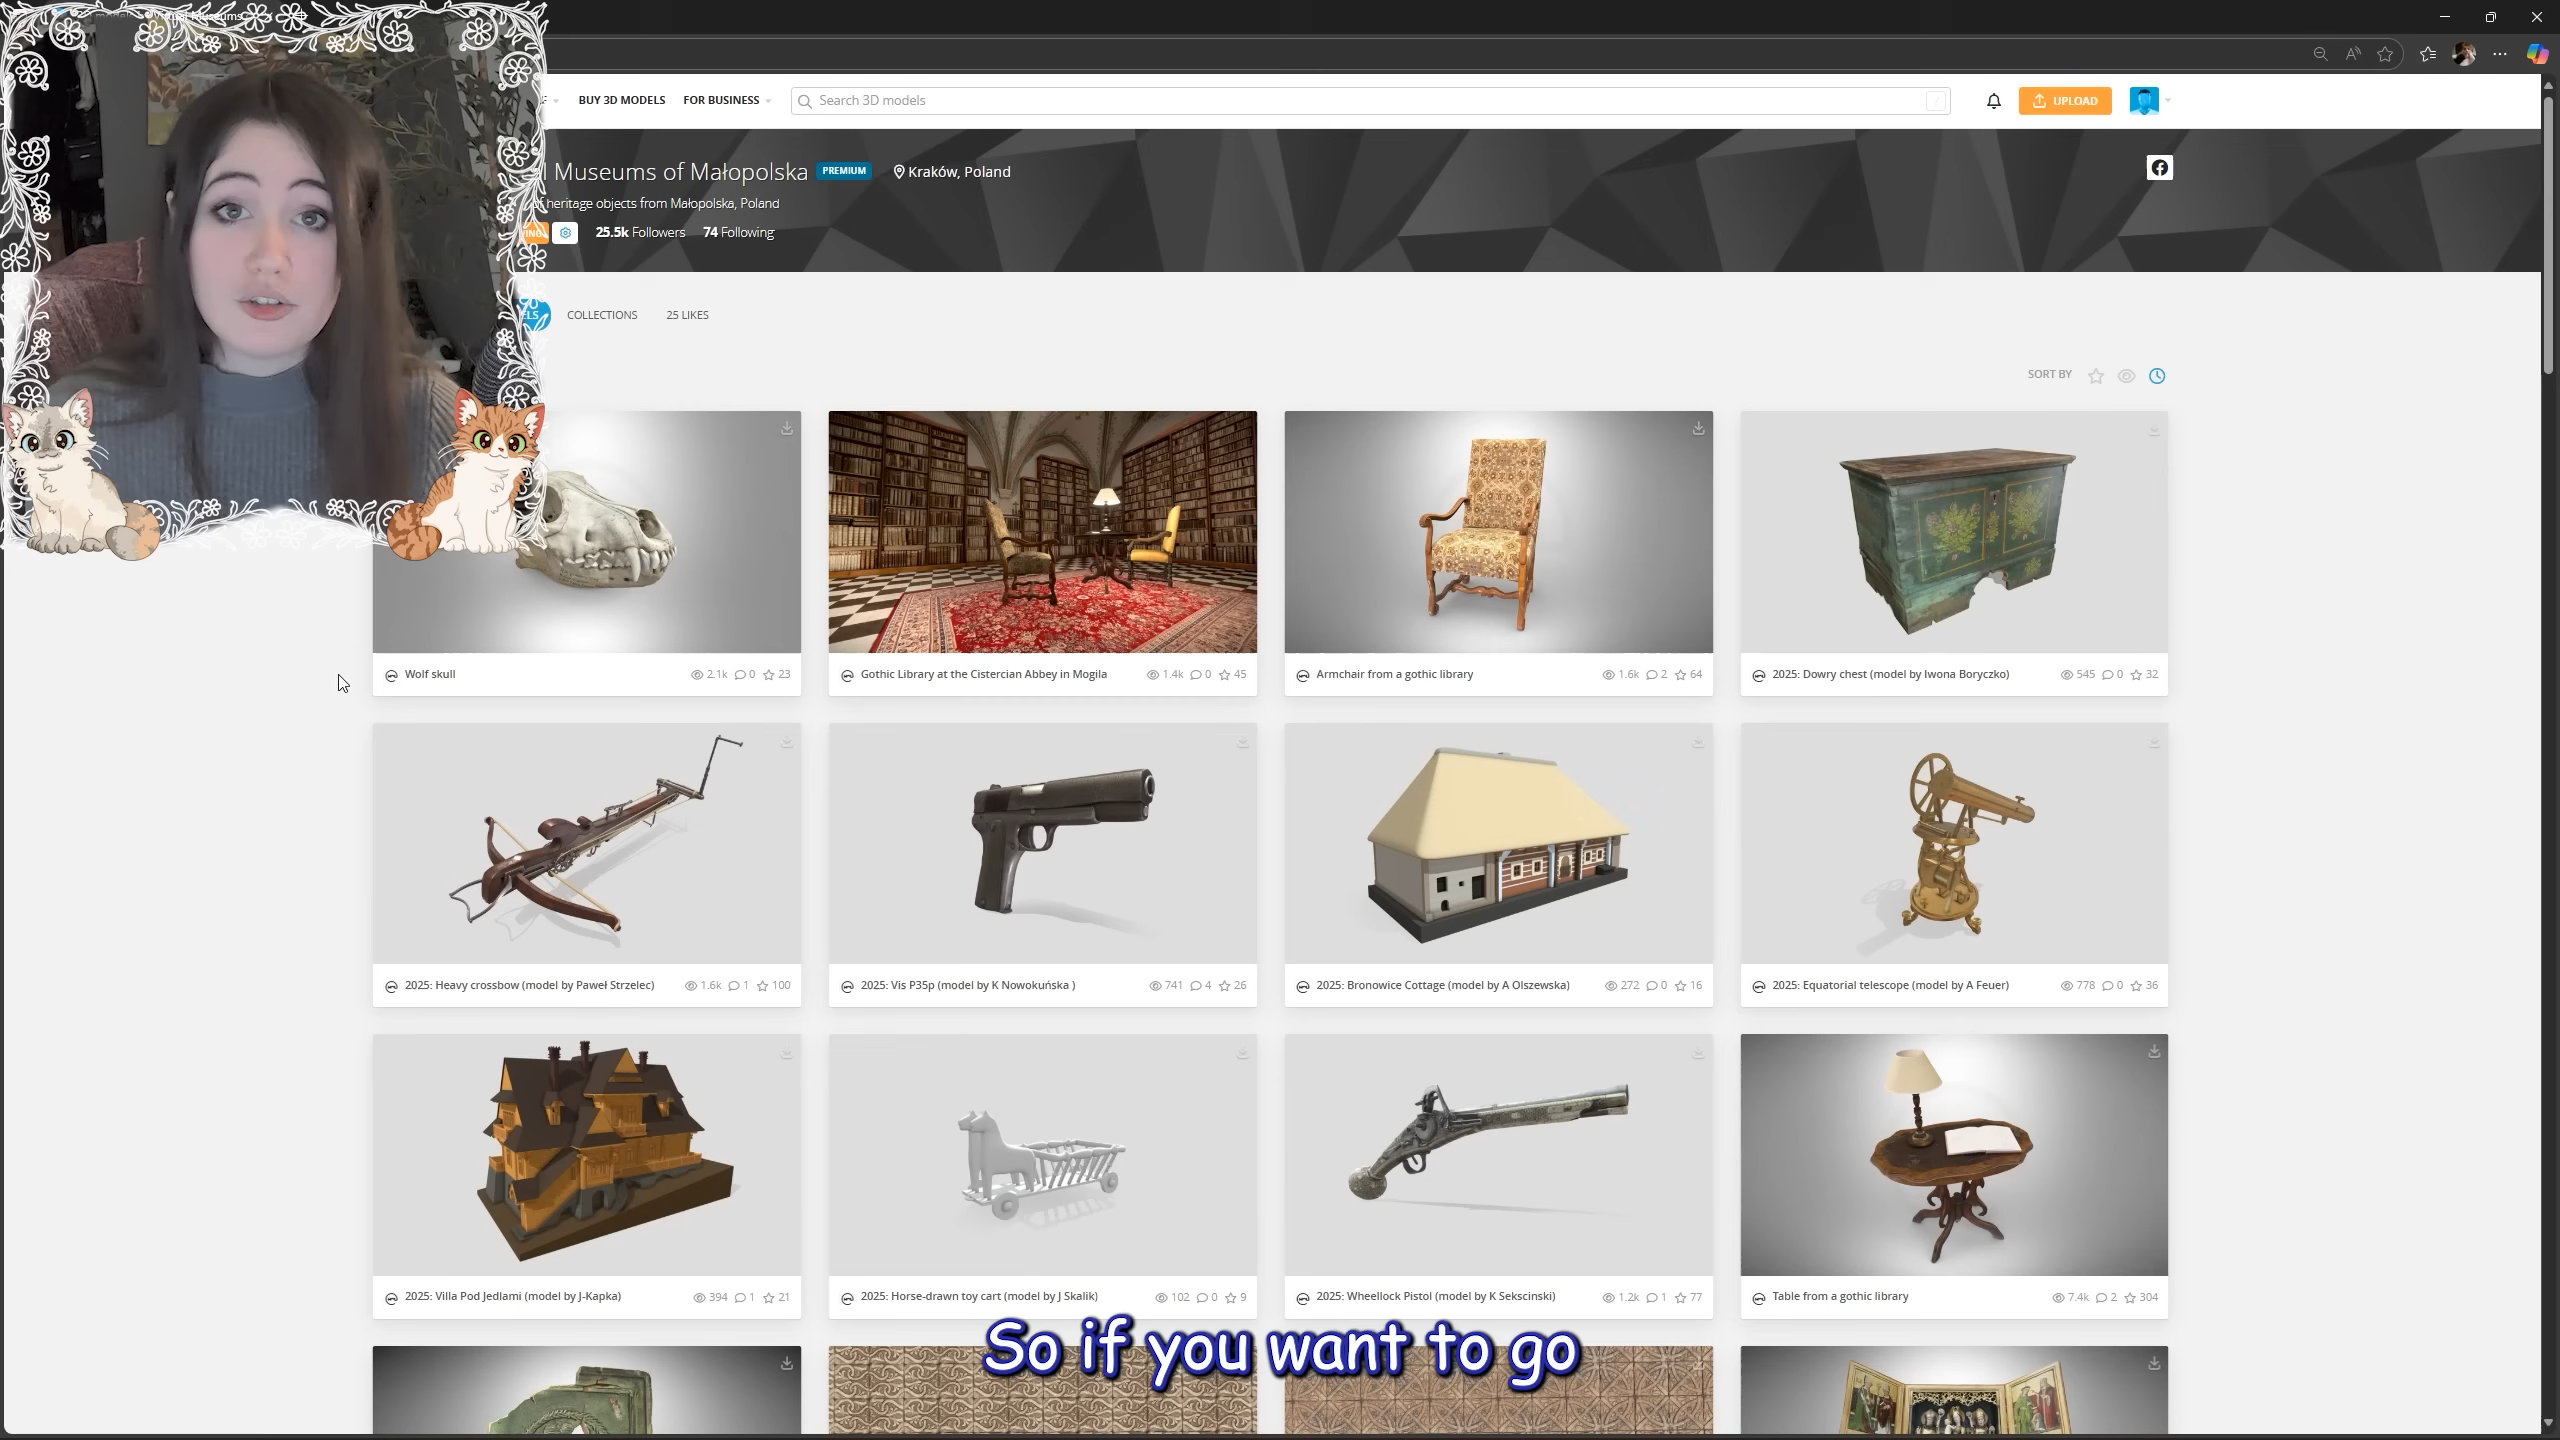 BUY 3D MODELS
FOR BUSINESS
Search 3D models
/
UPLOAD
l Museums of Małopolska
PREMIUM
Kraków, Poland
of heritage objects from Małopolska, Poland
25.5k Followers
74 Following
COLLECTIONS
25 LIKES
SORT BY
Wolf skull
2.1k 0 23
Gothic Library at the Cistercian Abbey in Mogila
1.4k 0 45
Armchair from a gothic library
1.6k 2 64
2025: Dowry chest (model by Iwona Boryczko)
545 0 32
2025: Heavy crossbow (model by Paweł Strzelec)
1.6k 1 100
2025: Vis P35p (model by K Nowokuńska )
741 4 26
2025: Bronowice Cottage (model by A Olszewska)
272 0 16
2025: Equatorial telescope (model by A Feuer)
778 0 36
2025: Villa Pod Jedlami (model by J-Kapka)
394 1 21
2025: Horse-drawn toy cart (model by J Skalik)
102 0 9
2025: Wheellock Pistol (model by K Sekscinski)
1.2k 1 77
Table from a gothic library
7.4k 2 304
So if you want to go